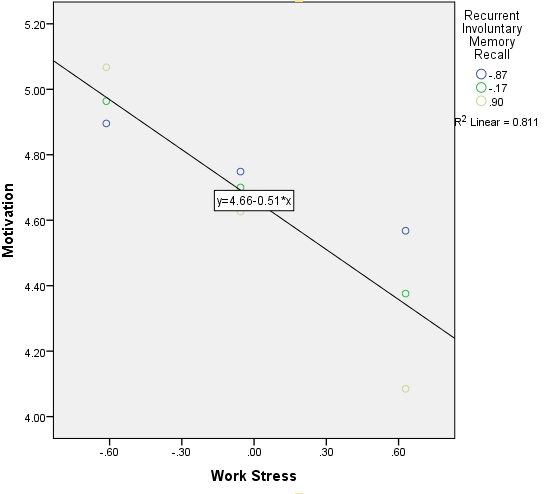 Recurrent
Involuntary
Memory
Recall
-.87
-.17
.90
R2 Linear = 0.811
5.20
5.00
4.80
4.60
4.40
4.20
4.00
Motivation
y=4.66-0.51*x
-.60
-.30
.00
.30
.60
Work Stress